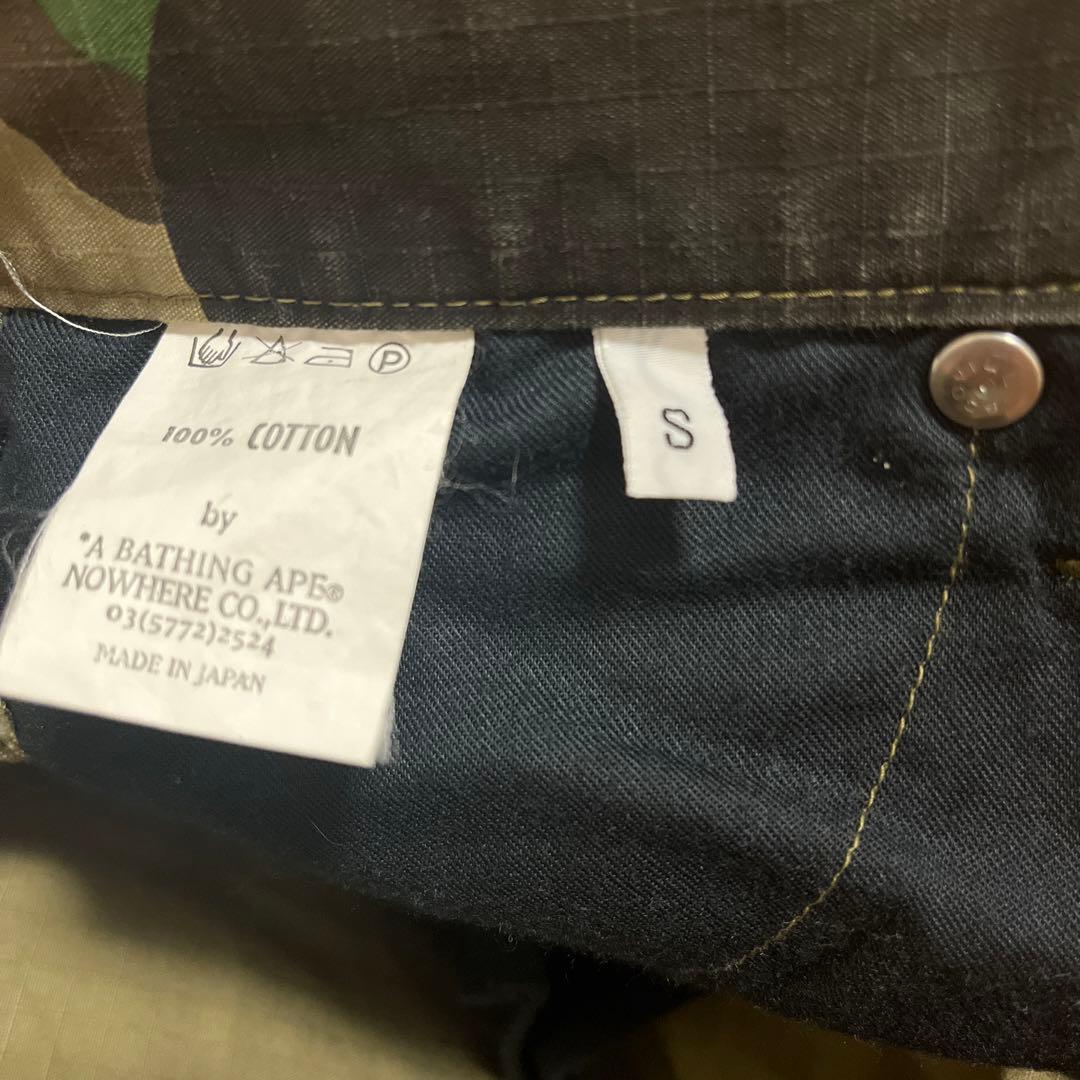 P
100% COTTON
by
*A BATHING APE®
NOWHERE CO.,LTD.
03(5772)2524
MADE IN JAPAN
S